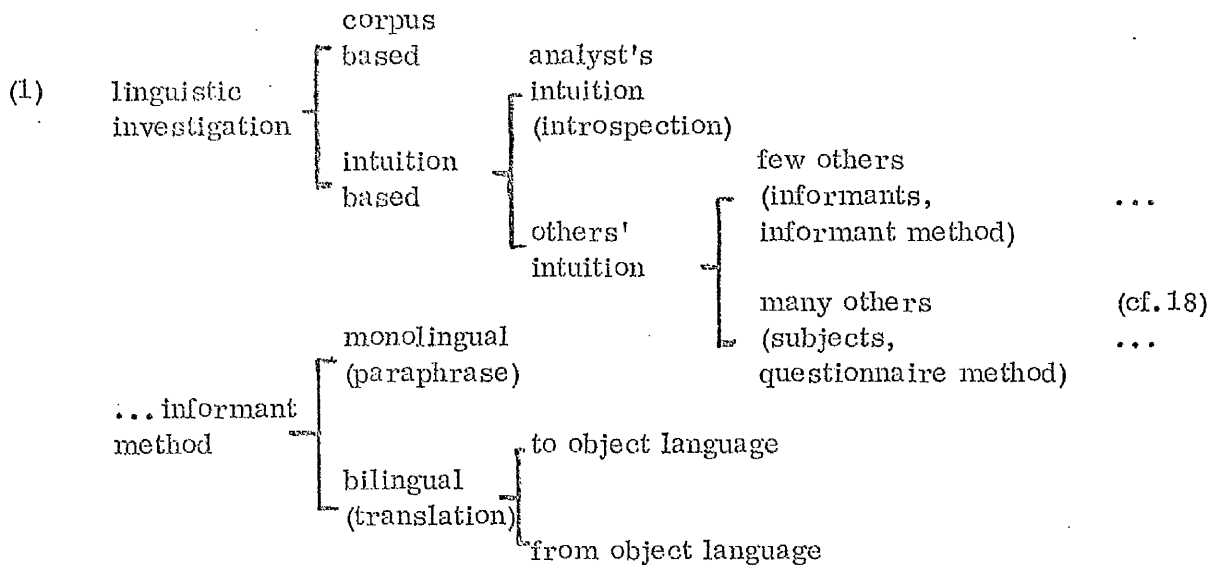 (1)
linguistic
investigation
corpus
based
intuition
based
analyst's
intuition
(introspection)
others'
intuition
few others
(informants,
informant method)
...
many others
(subjects,
questionnaire method)
(cf.18)
...
...informant
method
monolingual
(paraphrase)
bilingual
(translation)
to object language
from object language